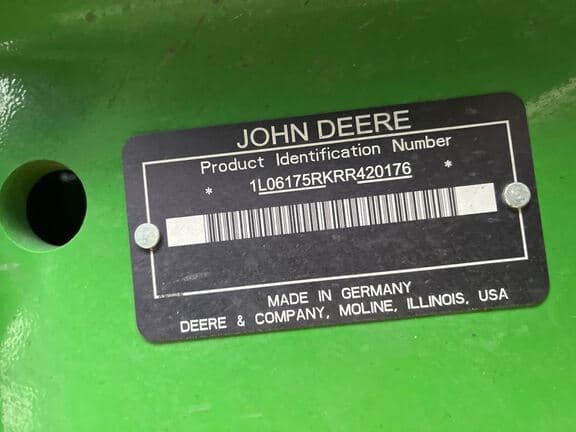 JOHN DEERE
Product Identification Number
* 1L06175RKRR420176 *
MADE IN GERMANY
DEERE & COMPANY, MOLINE, ILLINOIS, USA